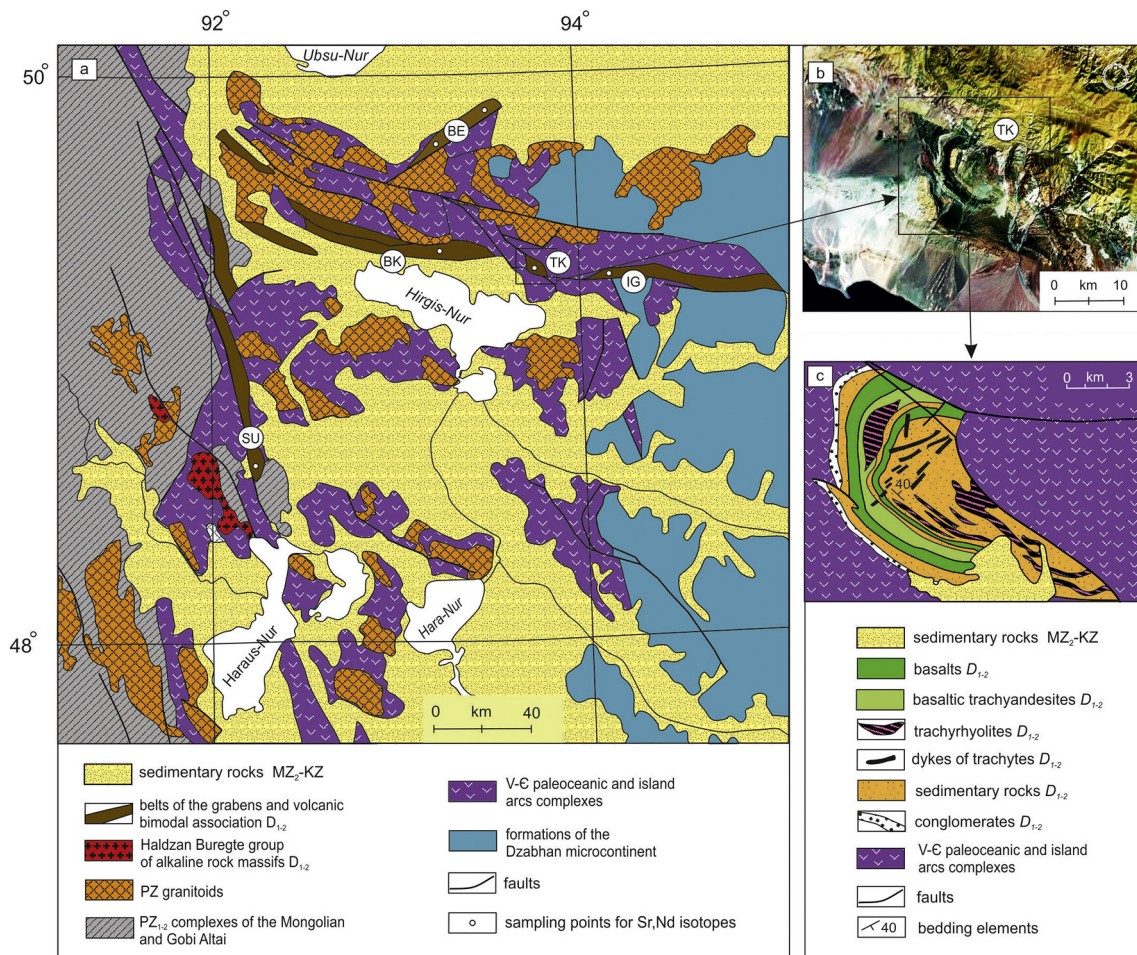 92°
94°
50°
48°
a
Ubsu-Nur
BE
BK
TK
IG
Hirgis-Nur
SU
Haraus-Nur
Hara-Nur
0 km 40
sedimentary rocks MZ₂-KZ
belts of the grabens and volcanic
bimodal association D₁₋₂
Haldzan Buregte group
of alkaline rock massifs D₁₋₂
PZ granitoids
PZ₁₋₂ complexes of the Mongolian
and Gobi Altai
V-Є paleoceanic and island
arcs complexes
formations of the
Dzabhan microcontinent
faults
sampling points for Sr,Nd isotopes
b
TK
0 km 10
c
0 km 3
40
sedimentary rocks MZ₂-KZ
basalts D₁₋₂
basaltic trachyandesites D₁₋₂
trachyrhyolites D₁₋₂
dykes of trachytes D₁₋₂
sedimentary rocks D₁₋₂
conglomerates D₁₋₂
V-Є paleoceanic and island
arcs complexes
faults
40 bedding elements